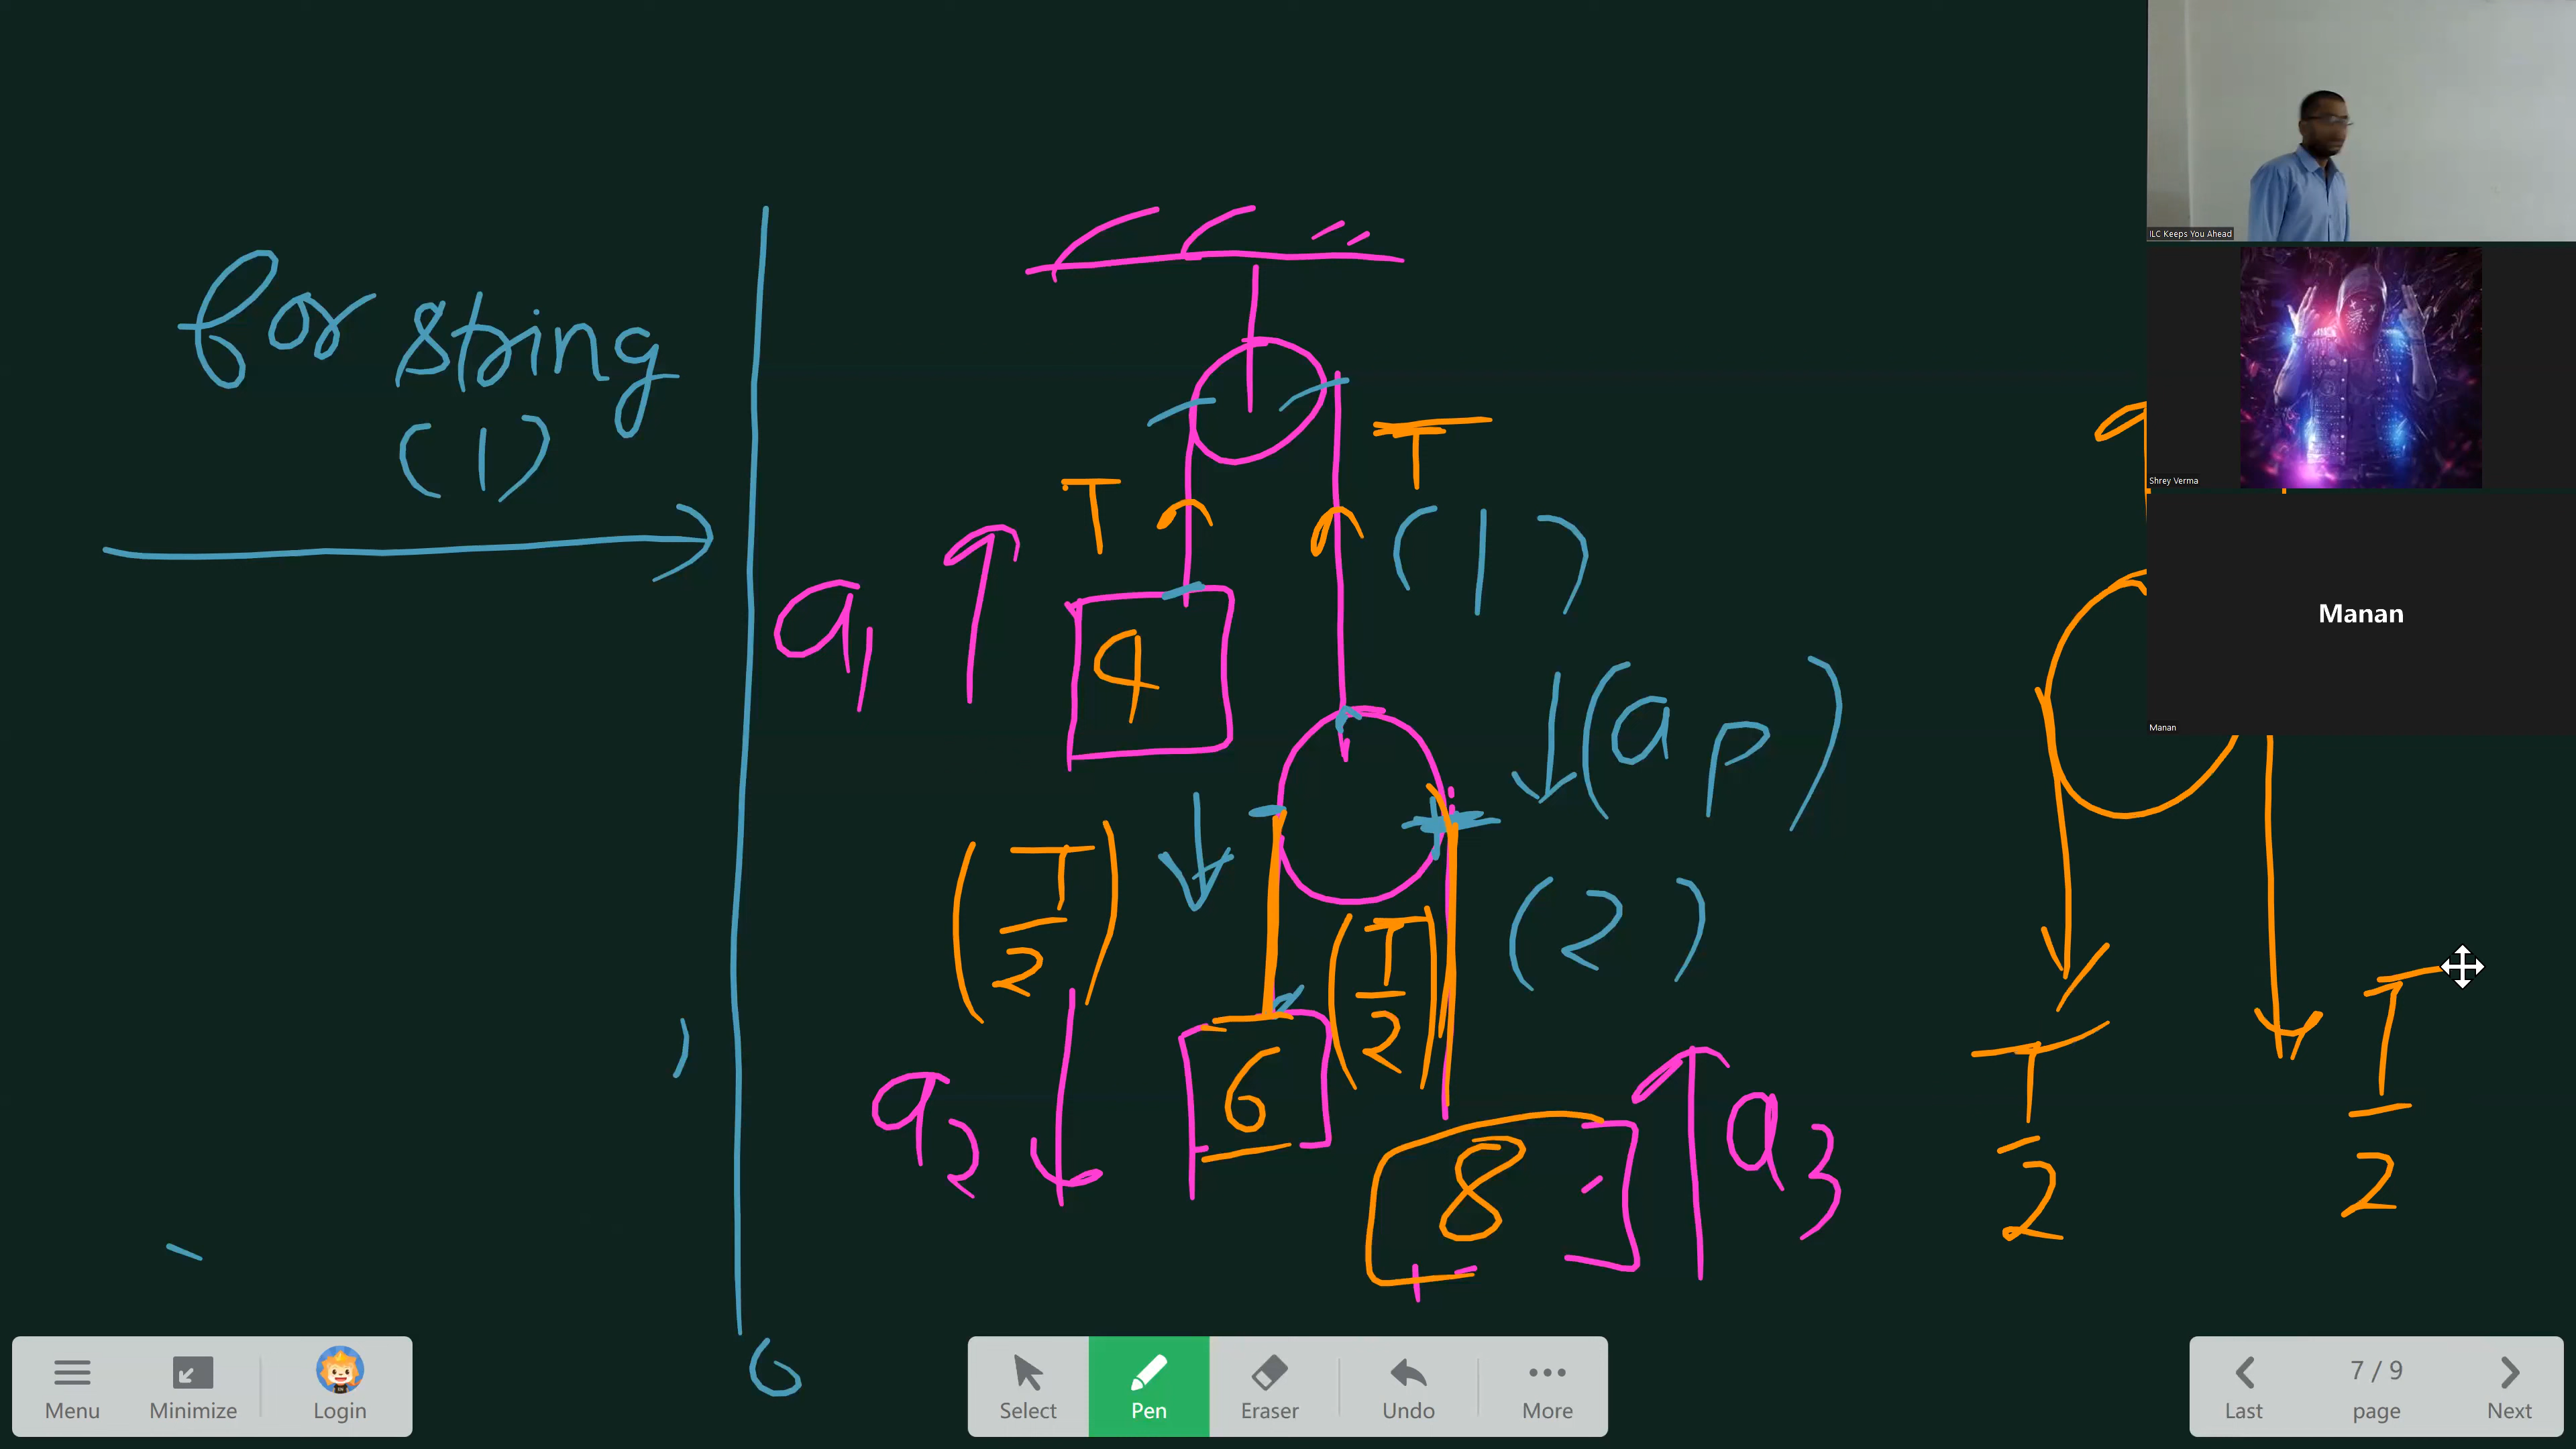 for string
(1)
T
T
(1)
a1
4
(ap)
(T/2)
(T/2)
(2)
a2
6
8
a3
T/2
T/2
ILC Keeps You Ahead
Shrey Verma
Manan
Manan
Menu
Minimize
Login
Select
Pen
Eraser
Undo
More
Last
7 / 9
page
Next